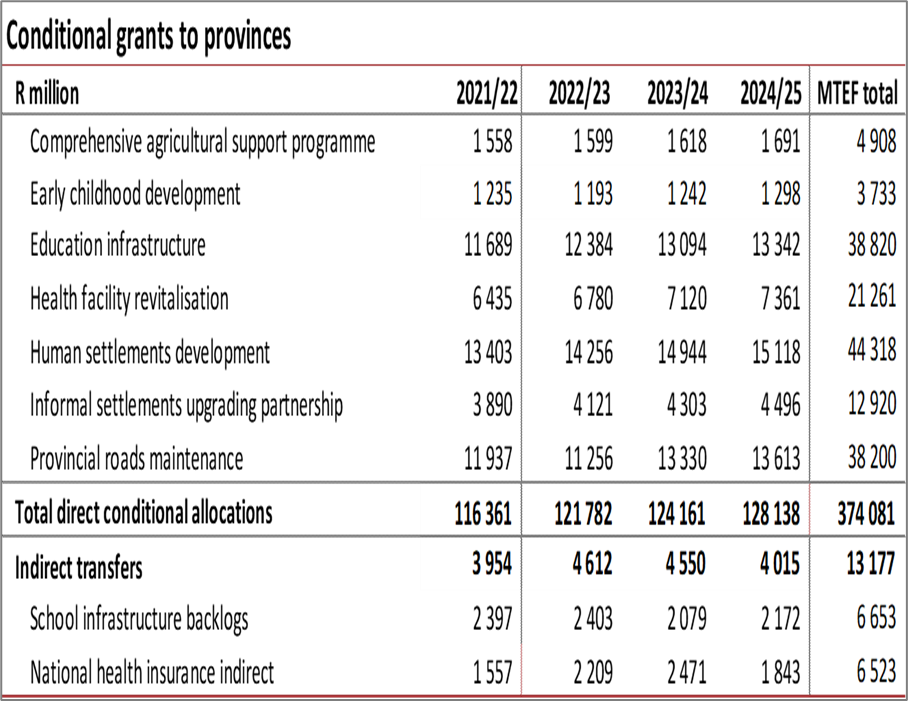 Conditional grants to provinces
R million 2021/22 2022/23 2023/24 2024/25 MTEF total
Comprehensive agricultural support programme 1 558 1 599 1 618 1 691 4 908
Early childhood development 1 235 1 193 1 242 1 298 3 733
Education infrastructure 11 689 12 384 13 094 13 342 38 820
Health facility revitalisation 6 435 6 780 7 120 7 361 21 261
Human settlements development 13 403 14 256 14 944 15 118 44 318
Informal settlements upgrading partnership 3 890 4 121 4 303 4 496 12 920
Provincial roads maintenance 11 937 11 256 13 330 13 613 38 200
Total direct conditional allocations 116 361 121 782 124 161 128 138 374 081
Indirect transfers 3 954 4 612 4 550 4 015 13 177
School infrastructure backlogs 2 397 2 403 2 079 2 172 6 653
National health insurance indirect 1 557 2 209 2 471 1 843 6 523